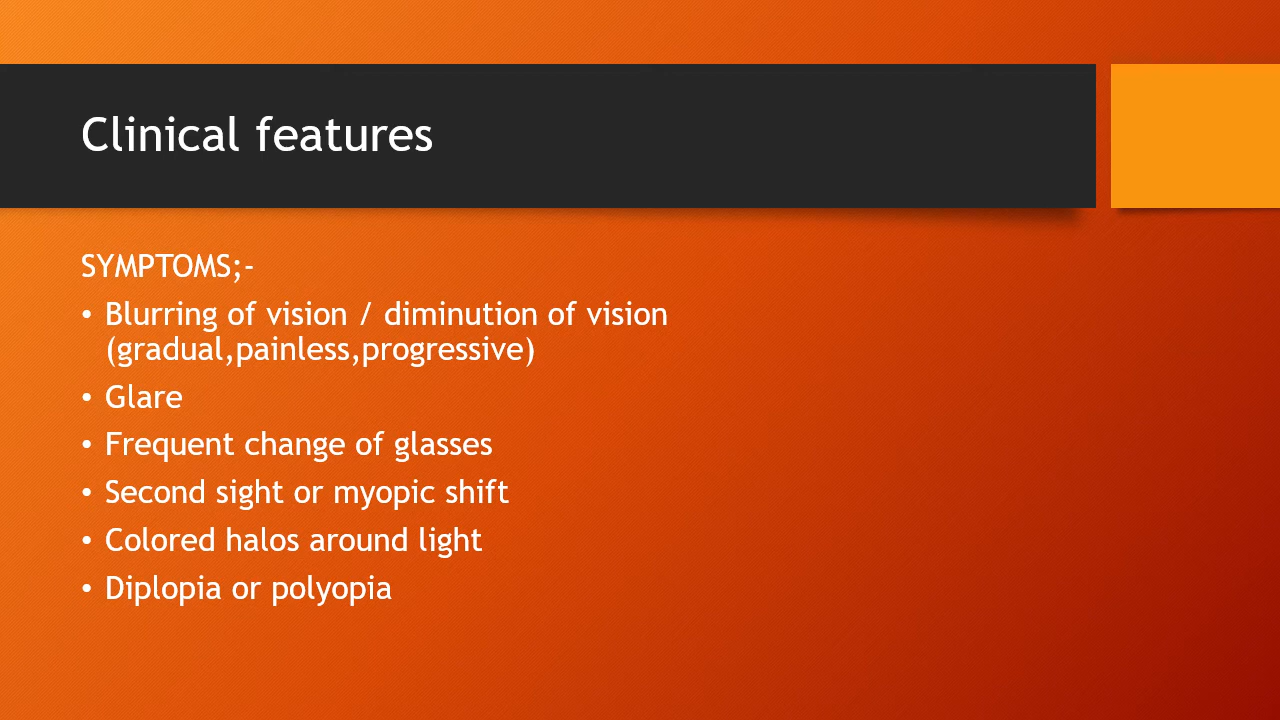 Clinical features
SYMPTOMS;-
• Blurring of vision / diminution of vision
(gradual,painless,progressive)
• Glare
• Frequent change of glasses
• Second sight or myopic shift
• Colored halos around light
• Diplopia or polyopia